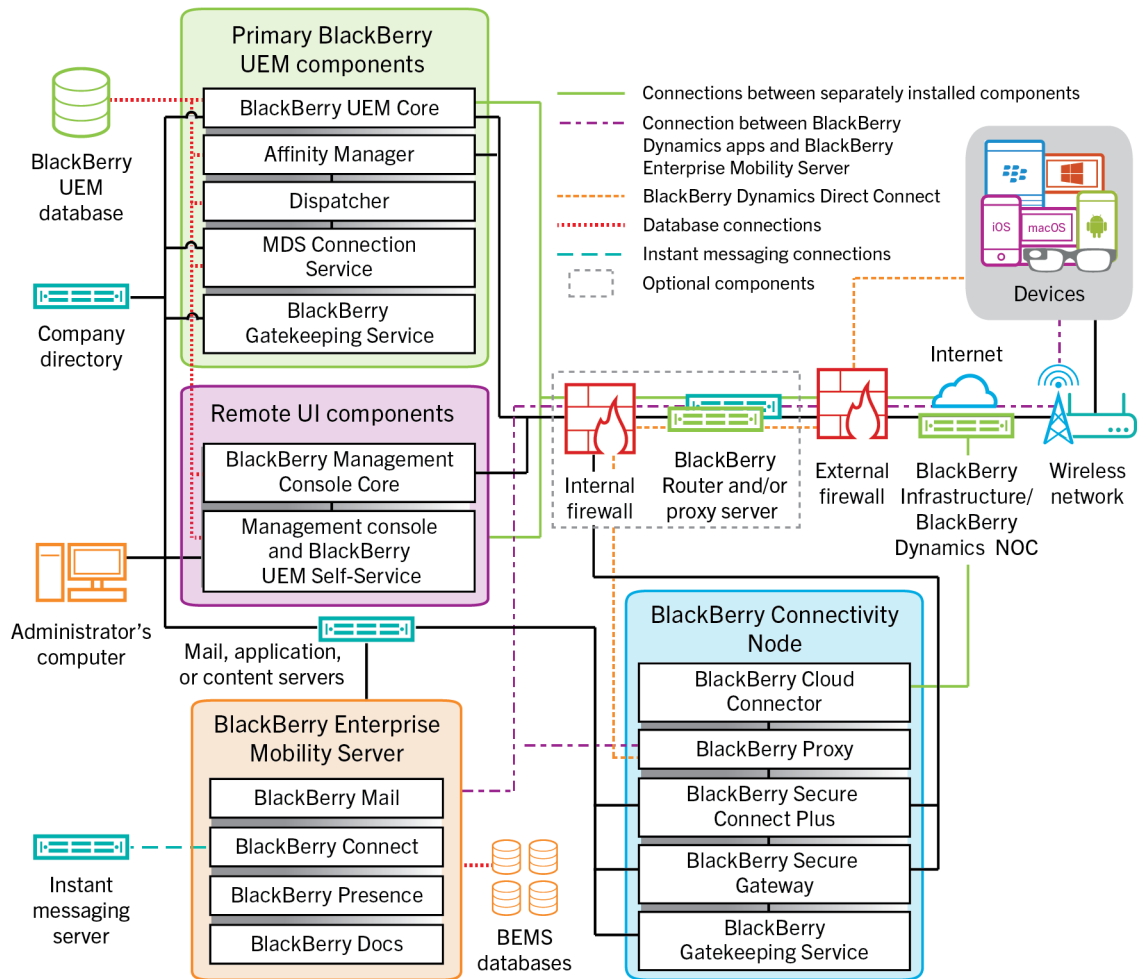 Primary BlackBerry
UEM components
BlackBerry UEM Core
Affinity Manager
Dispatcher
MDS Connection
Service
BlackBerry
Gatekeeping Service
BlackBerry
UEM
database
Company
directory
Connections between separately installed components
Connection between BlackBerry
Dynamics apps and BlackBerry
Enterprise Mobility Server
BlackBerry Dynamics Direct Connect
Database connections
Instant messaging connections
Optional components
iOS
macOS
Devices
Remote UI components
BlackBerry Management
Console Core
Management console
and BlackBerry
UEM Self-Service
Administrator's
computer
Internal
firewall
BlackBerry
Router and/or
proxy server
External
firewall
Internet
BlackBerry
Infrastructure/
BlackBerry
Dynamics NOC
Wireless
network
Mail, application,
or content servers
BlackBerry Enterprise
Mobility Server
BlackBerry Mail
BlackBerry Connect
BlackBerry Presence
BlackBerry Docs
Instant
messaging
server
BEMS
databases
BlackBerry Connectivity
Node
BlackBerry Cloud
Connector
BlackBerry Proxy
BlackBerry Secure
Connect Plus
BlackBerry Secure
Gateway
BlackBerry
Gatekeeping Service